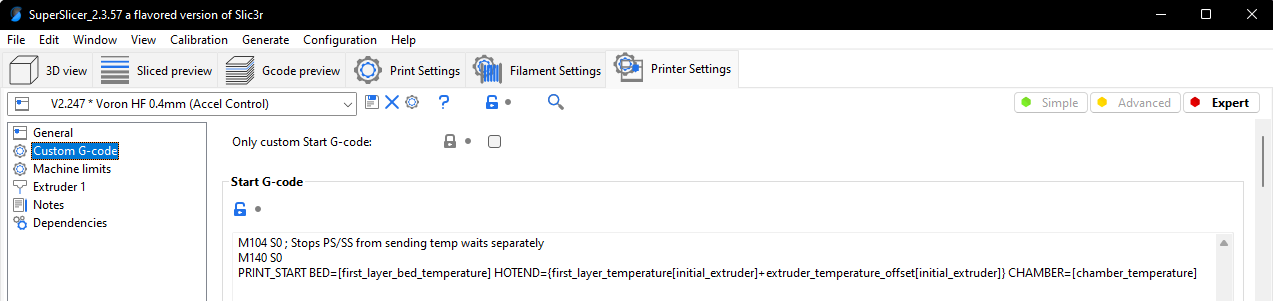 SuperSlicer_2.3.57 a flavored version of Slic3r
File Edit Window View Calibration Generate Configuration Help
3D view Sliced preview Gcode preview Print Settings Filament Settings Printer Settings
V2.247 * Voron HF 0.4mm (Accel Control) ? Simple Advanced Expert
General
Custom G-code
Machine limits
Extruder 1
Notes
Dependencies
Only custom Start G-code:
Start G-code
M104 S0 ; Stops PS/SS from sending temp waits separately
M140 S0
PRINT_START BED=[first_layer_bed_temperature] HOTEND={first_layer_temperature[initial_extruder]+extruder_temperature_offset[initial_extruder]} CHAMBER=[chamber_temperature]